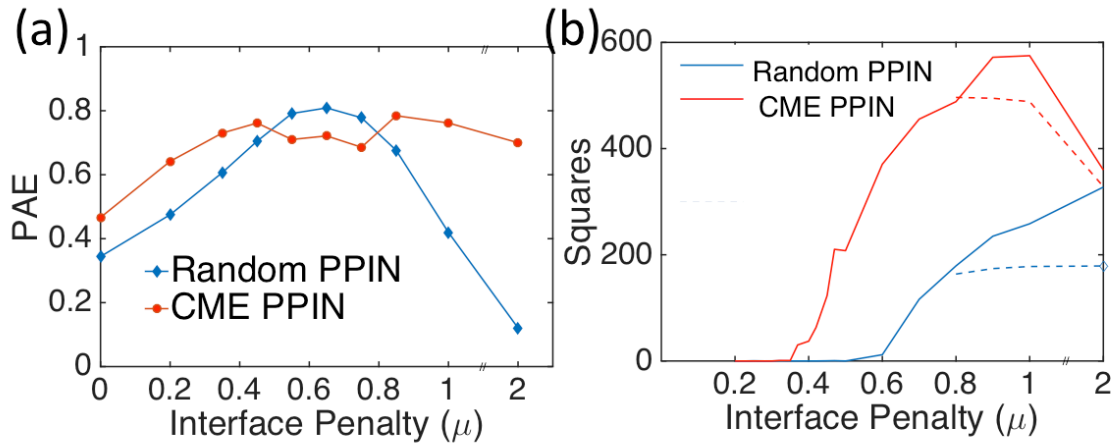 (a)
1
0.8
0.6
0.4
0.2
0
PAE
Random PPIN
CME PPIN
0 0.2 0.4 0.6 0.8 1 2
Interface Penalty (μ)
(b)
600
400
200
0
Squares
Random PPIN
CME PPIN
0.2 0.4 0.6 0.8 1 2
Interface Penalty (μ)